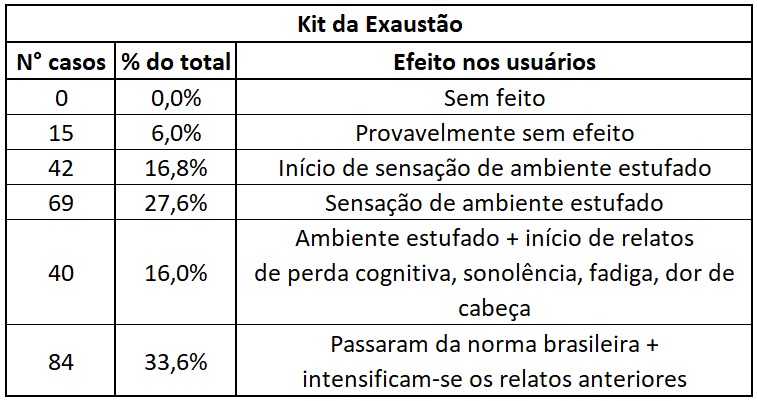 Kit da Exaustão
N° casos % do total Efeito nos usuários
0 0,0% Sem feito
15 6,0% Provavelmente sem efeito
42 16,8% Início de sensação de ambiente estufado
69 27,6% Sensação de ambiente estufado
40 16,0% Ambiente estufado + início de relatos
de perda cognitiva, sonolência, fadiga, dor de
cabeça
84 33,6% Passaram da norma brasileira +
intensificam-se os relatos anteriores